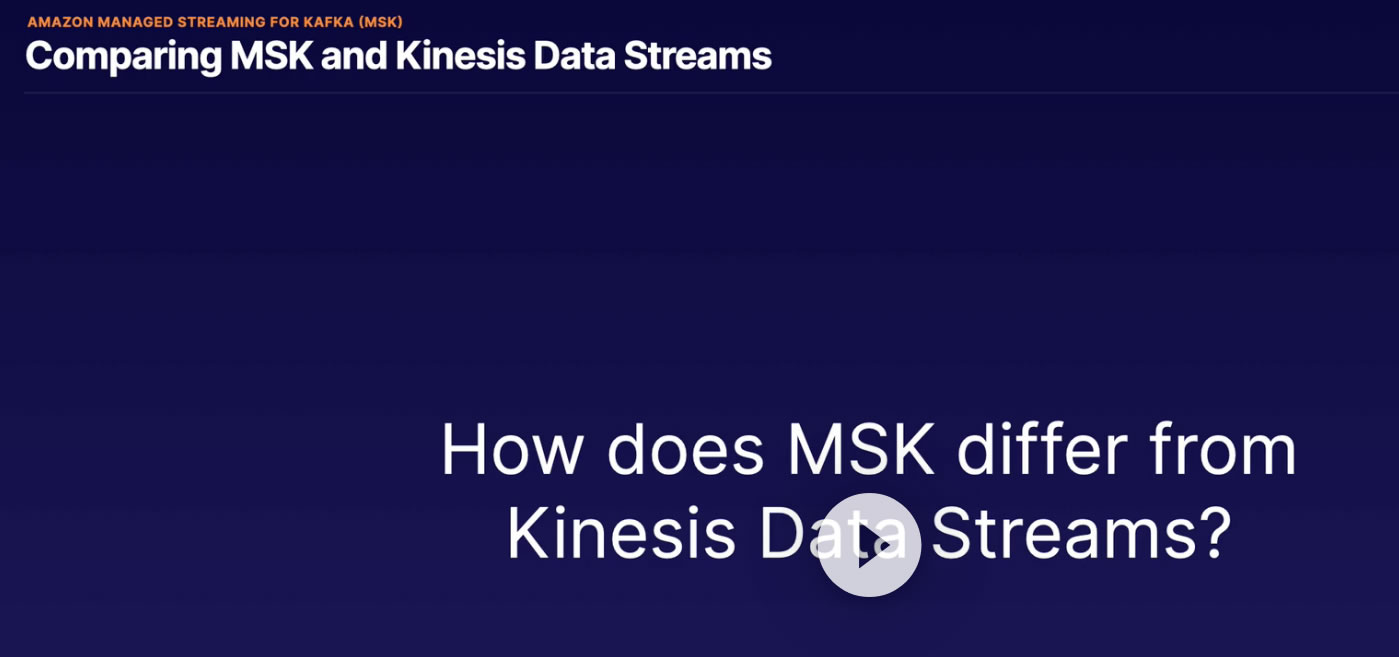 AMAZON MANAGED STREAMING FOR KAFKA (MSK)
Comparing MSK and Kinesis Data Streams
How does MSK differ from
Kinesis Data Streams?